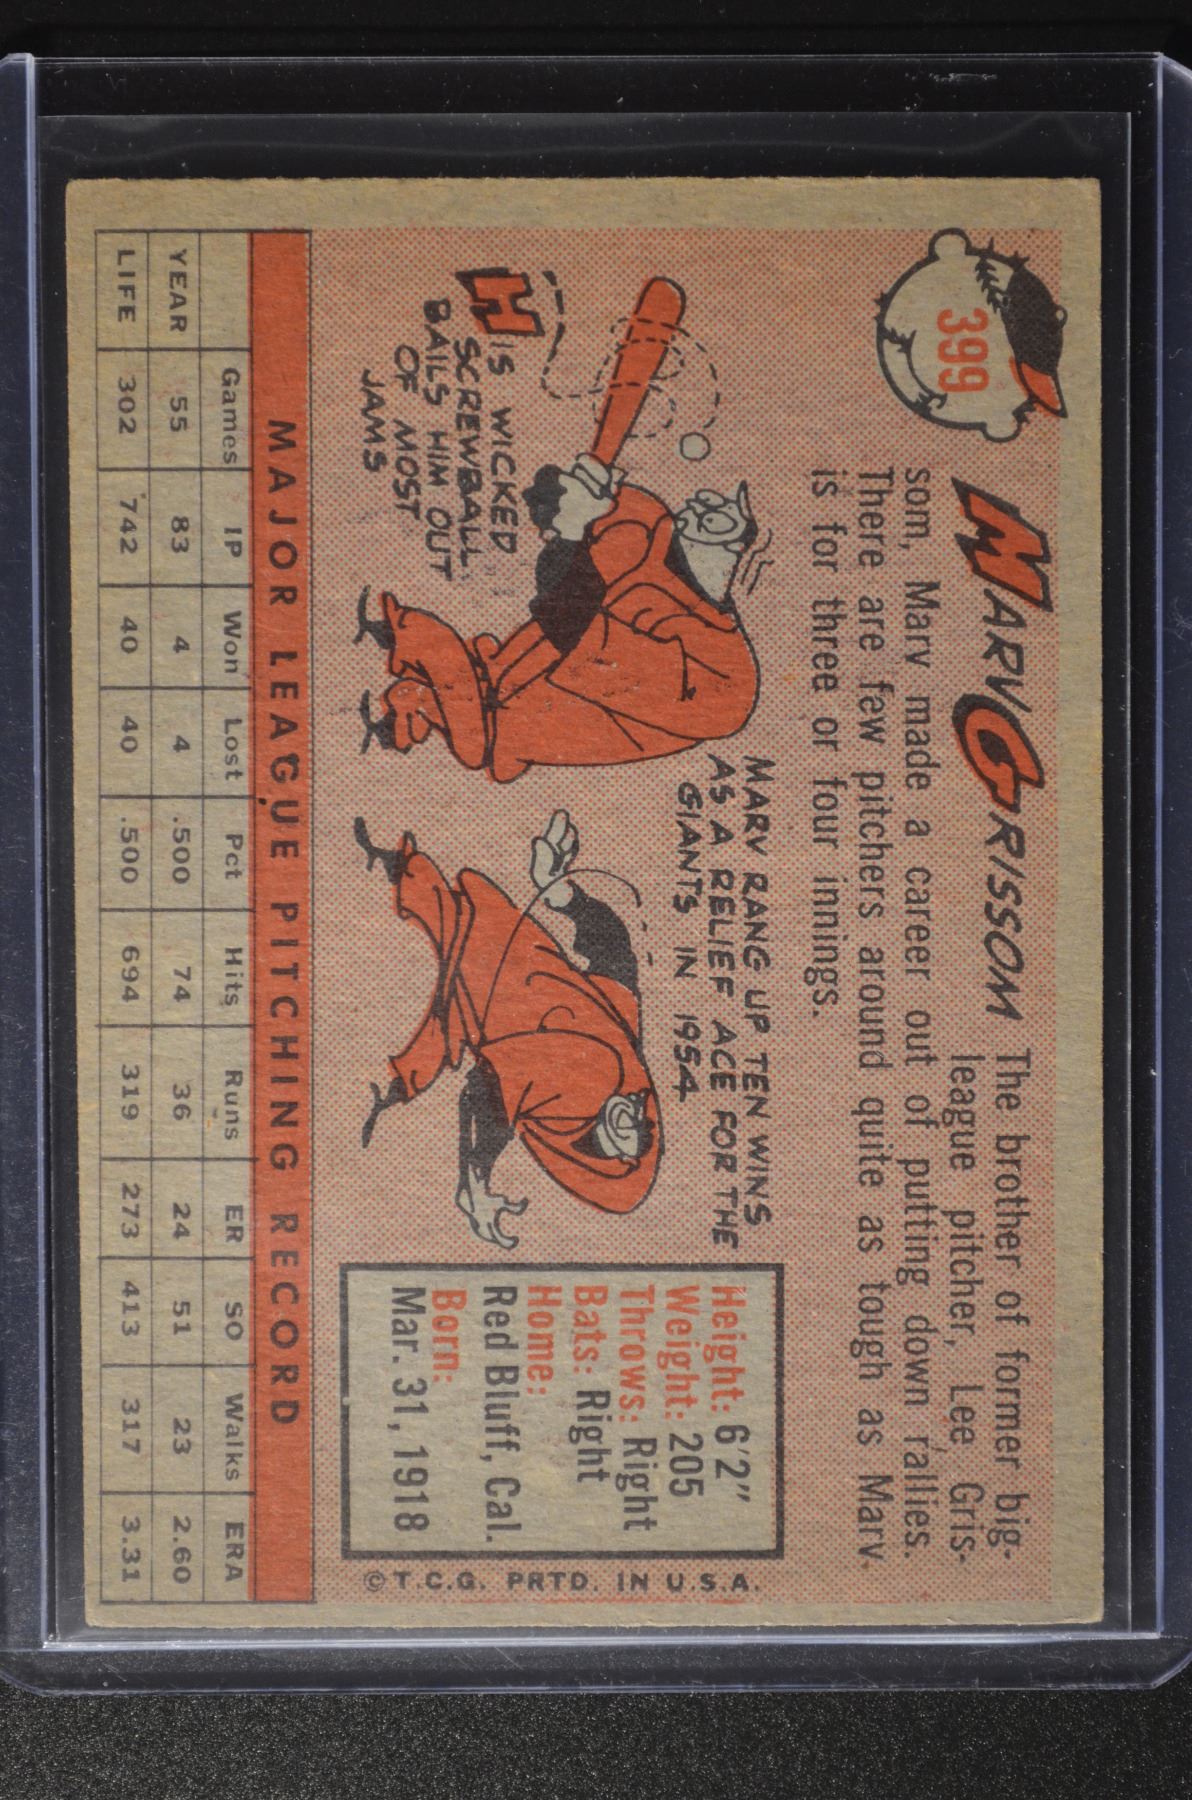 399
MARV GRISSOM
The brother of former big-
league pitcher, Lee Gris-
som, Marv made a career out of putting down rallies.
There are few pitchers around quite as tough as Marv
is for three or four innings.
HIS WICKED
SCREWBALL
BAILS HIM OUT
OF MOST
JAMS
MARV RANG UP TEN WINS
AS A RELIEF ACE FOR THE
GIANTS IN 1954
Height: 6'2"
Weight: 205
Throws: Right
Bats: Right
Home:
Red Bluff, Cal.
Born:
Mar. 31, 1918
©T.C.G. PRTD. IN U.S.A.
MAJOR LEAGUE PITCHING RECORD
Games IP Won Lost Pct Hits Runs ER SO Walks ERA
YEAR 55 83 4 4 .500 74 36 24 51 23 2.60
LIFE 302 742 40 40 .500 694 319 273 413 317 3.31